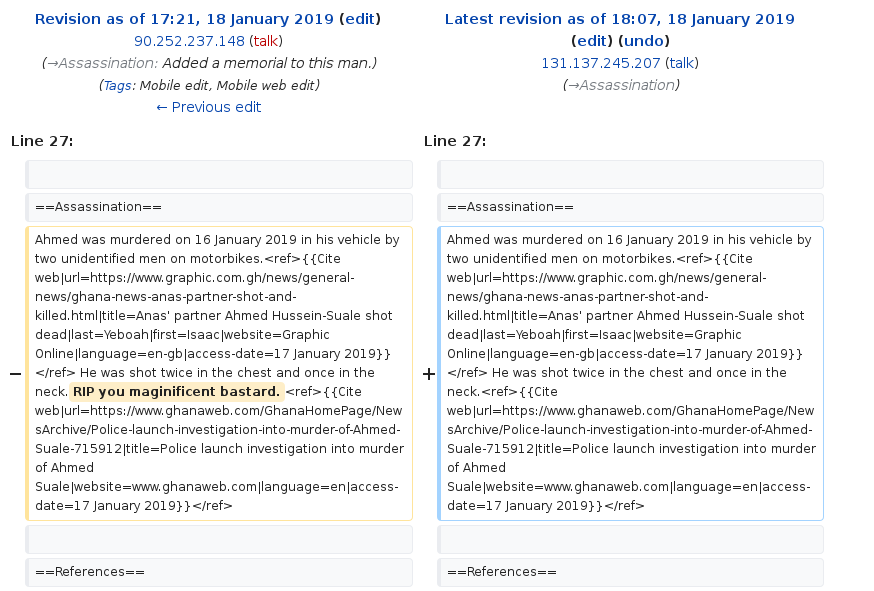 Revision as of 17:21, 18 January 2019 (edit)
90.252.237.148 (talk)
(→Assassination: Added a memorial to this man.)
(Tags: Mobile edit, Mobile web edit)
← Previous edit
Latest revision as of 18:07, 18 January 2019
(edit) (undo)
131.137.245.207 (talk)
(→Assassination)
Line 27:
Line 27:
==Assassination==
==Assassination==
−
Ahmed was murdered on 16 January 2019 in his vehicle by
two unidentified men on motorbikes.<ref>{{Cite
web|url=https://www.graphic.com.gh/news/general-
news/ghana-news-anas-partner-shot-and-
killed.html|title=Anas' partner Ahmed Hussein-Suale shot
dead|last=Yeboah|first=Isaac|website=Graphic
Online|language=en-gb|access-date=17 January 2019}}
</ref> He was shot twice in the chest and once in the
neck. RIP you maginificent bastard. <ref>{{Cite
web|url=https://www.ghanaweb.com/GhanaHomePage/New
sArchive/Police-launch-investigation-into-murder-of-Ahmed-
Suale-715912|title=Police launch investigation into murder
of Ahmed
Suale|website=www.ghanaweb.com|language=en|access-
date=17 January 2019}}</ref>
+
Ahmed was murdered on 16 January 2019 in his vehicle by
two unidentified men on motorbikes.<ref>{{Cite
web|url=https://www.graphic.com.gh/news/general-
news/ghana-news-anas-partner-shot-and-
killed.html|title=Anas' partner Ahmed Hussein-Suale shot
dead|last=Yeboah|first=Isaac|website=Graphic
Online|language=en-gb|access-date=17 January 2019}}
</ref> He was shot twice in the chest and once in the
neck.<ref>{{Cite
web|url=https://www.ghanaweb.com/GhanaHomePage/New
sArchive/Police-launch-investigation-into-murder-of-Ahmed-
Suale-715912|title=Police launch investigation into murder
of Ahmed
Suale|website=www.ghanaweb.com|language=en|access-
date=17 January 2019}}</ref>
==References==
==References==